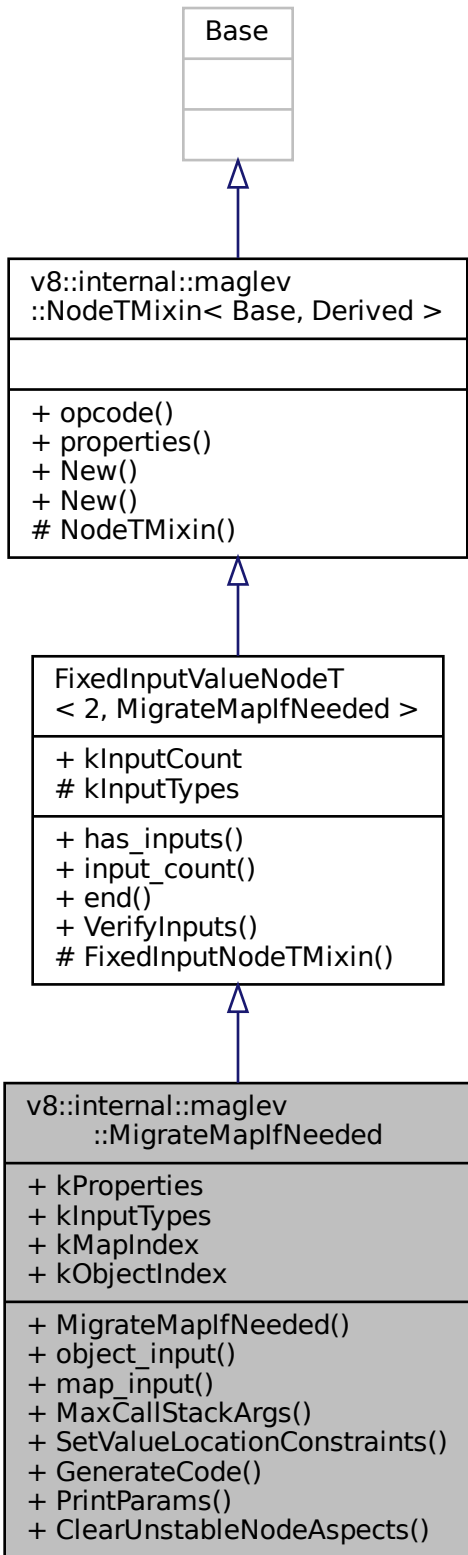 Base
v8::internal::maglev
::NodeTMixin< Base, Derived >
+ opcode()
+ properties()
+ New()
+ New()
# NodeTMixin()
FixedInputValueNodeT
< 2, MigrateMapIfNeeded >
+ kInputCount
# kInputTypes
+ has_inputs()
+ input_count()
+ end()
+ VerifyInputs()
# FixedInputNodeTMixin()
v8::internal::maglev
::MigrateMapIfNeeded
+ kProperties
+ kInputTypes
+ kMapIndex
+ kObjectIndex
+ MigrateMapIfNeeded()
+ object_input()
+ map_input()
+ MaxCallStackArgs()
+ SetValueLocationConstraints()
+ GenerateCode()
+ PrintParams()
+ ClearUnstableNodeAspects()